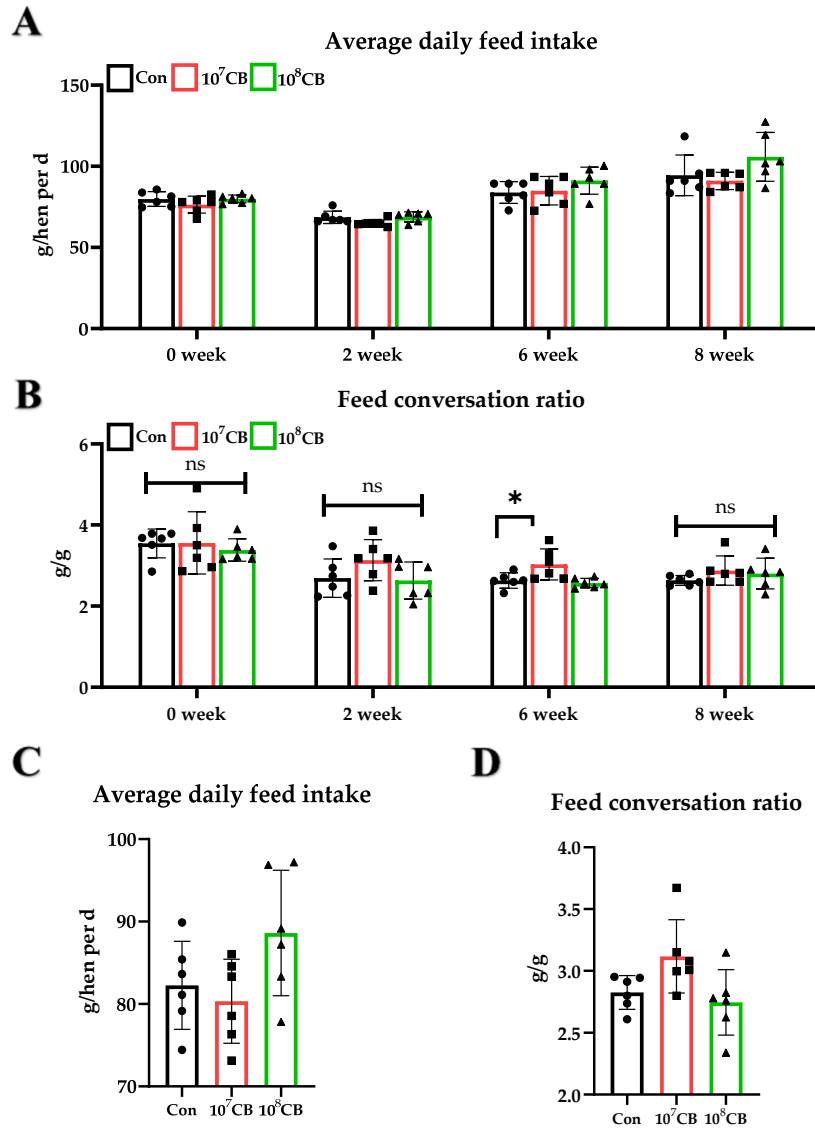 A
Average daily feed intake
Con 10⁷CB 10⁸CB
150
100
50
0
g/hen per d
0 week 2 week 6 week 8 week
B
Feed conversation ratio
Con 10⁷CB 10⁸CB
6
4
2
0
g/g
ns ns * ns
0 week 2 week 6 week 8 week
C
Average daily feed intake
100
90
80
70
g/hen per d
Con 10⁷CB 10⁸CB
D
Feed conversation ratio
4.0
3.5
3.0
2.5
2.0
g/g
Con 10⁷CB 10⁸CB